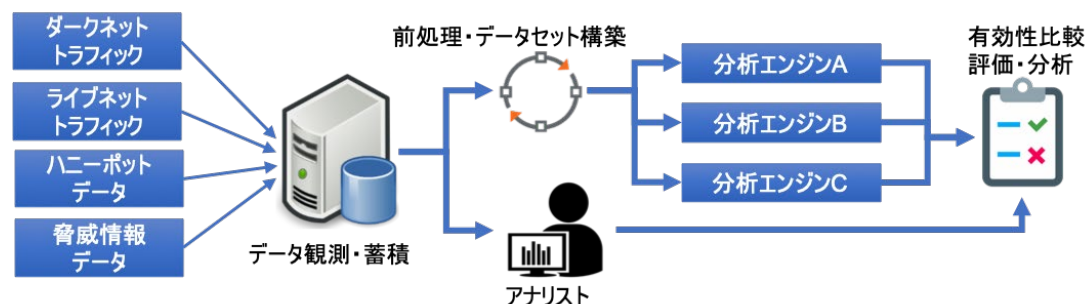 ダークネット
トラフィック
ライブネット
トラフィック
ハニーポット
データ
脅威情報
データ
データ観測・蓄積
前処理・データセット構築
アナリスト
分析エンジンA
分析エンジンB
分析エンジンC
有効性比較
評価・分析